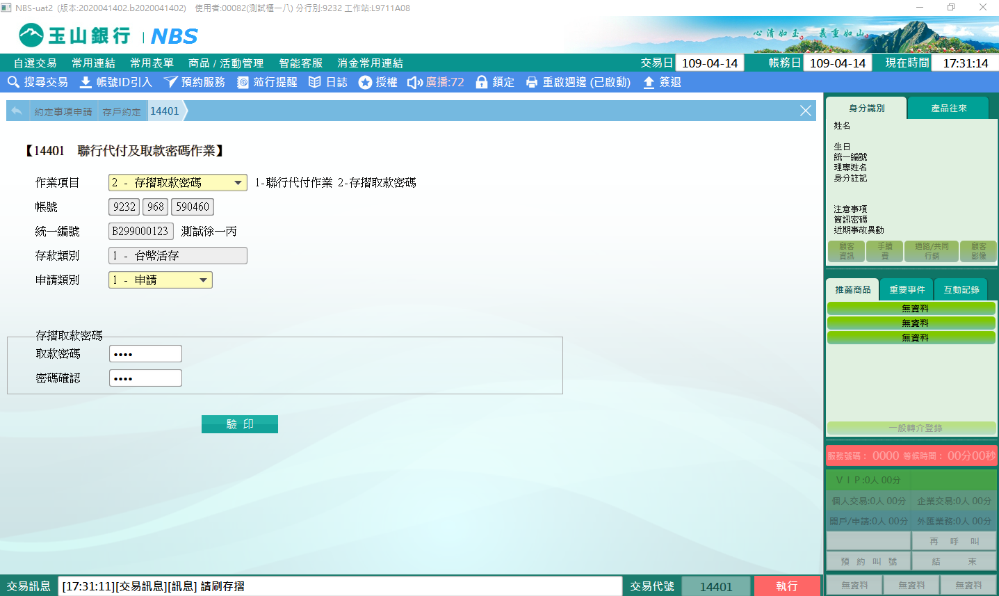 NBS-uat2 (版本:2020041402.b2020041402) 使用者:00082(測試櫃一八) 分行別:9232 工作站:L9711A08
玉山銀行 | NBS
心清如玉。義重如山。
自選交易 常用連結 常用表單 商品 / 活動管理 智能客服 消金常用連結 交易日 109-04-14 帳務日 109-04-14 現在時間 17:31:14
搜尋交易 帳號ID引入 預約服務 蒞行提醒 日誌 授權 廣播:72 鎖定 重啟週邊 (已啟動) 簽退
約定事項申請 存戶約定 14401
【14401 聯行代付及取款密碼作業】
作業項目 2 - 存摺取款密碼 1-聯行代付作業 2-存摺取款密碼
帳號 9232 968 590460
統一編號 B299000123 測試徐一丙
存款類別 1 - 台幣活存
申請類別 1 - 申請
存摺取款密碼
取款密碼 ••••
密碼確認 ••••
驗 印
身分識別 產品往來
姓名
生日
統一編號
理專姓名
身分註記
注意事項
簡訊密碼
近期事故異動
顧客資訊 手續費 通路/共同行銷 顧客影像
推薦商品 重要事件 互動記錄
無資料
無資料
無資料
一般轉介登錄
服務號碼： 0000 等候時間： 00分00秒
V I P:0人 00分
個人交易:0人 00分 企業交易:0人 00分
開戶/申請:0人 00分 外匯業務:0人 00分
再 呼 叫
預 約 叫 號 結 束
無資料 無資料 無資料
交易訊息 [17:31:11][交易訊息][訊息] 請刷存摺 交易代號 14401 執行